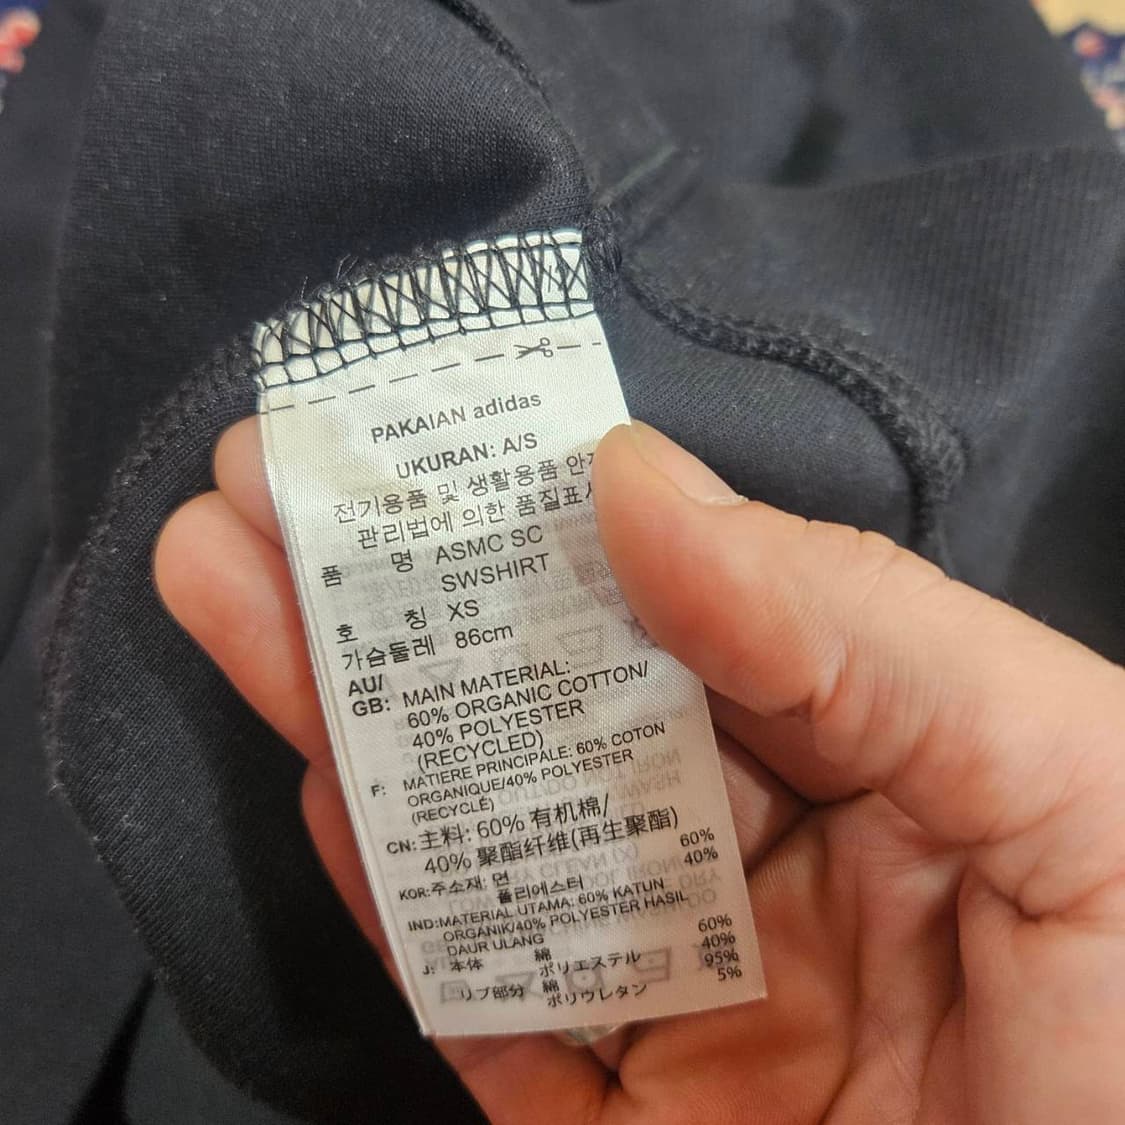 PAKAIAN adidas
UKURAN: A/S
전기용품 및 생활용품
관리법에 의한 품질표시
품 명 ASMC SC
SWSHIRT
호 칭 XS
가슴둘레 86cm
AU/
GB: MAIN MATERIAL:
60% ORGANIC COTTON/
40% POLYESTER
(RECYCLED)
F: MATIERE PRINCIPALE: 60% COTON
ORGANIQUE/40% POLYESTER
(RECYCLÉ)
CN: 主料: 60% 有机棉/
40% 聚酯纤维(再生聚酯)
KOR: 주소재: 면 60%
폴리에스터 40%
IND: MATERIAL UTAMA: 60% KATUN
ORGANIK/40% POLYESTER HASIL
DAUR ULANG
J: 本体 綿 60%
ポリエステル 40%
リブ部分 綿 95%
ポリウレタン 5%